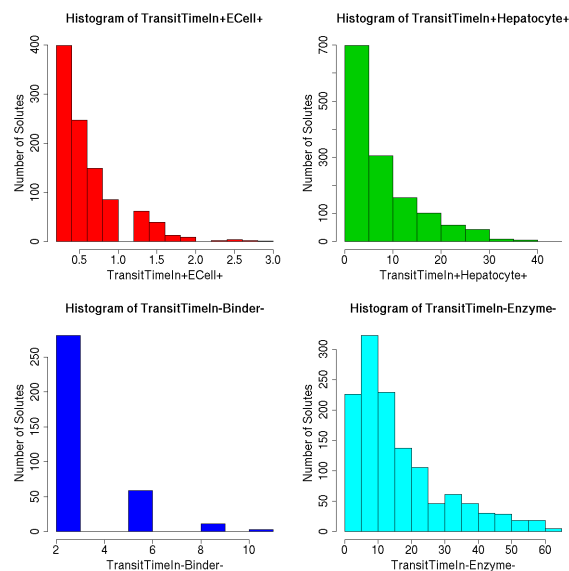 Histogram of TransitTimeIn+ECell+
Number of Solutes
0 100 200 300 400
0.5 1.0 1.5 2.0 2.5 3.0
TransitTimeIn+ECell+
Histogram of TransitTimeIn+Hepatocyte+
Number of Solutes
100 300 500 700
0 10 20 30 40
TransitTimeIn+Hepatocyte+
Histogram of TransitTimeIn-Binder-
Number of Solutes
0 50 100 150 200 250
2 4 6 8 10
TransitTimeIn-Binder-
Histogram of TransitTimeIn-Enzyme-
Number of Solutes
0 50 100 150 200 250 300
0 10 20 30 40 50 60
TransitTimeIn-Enzyme-